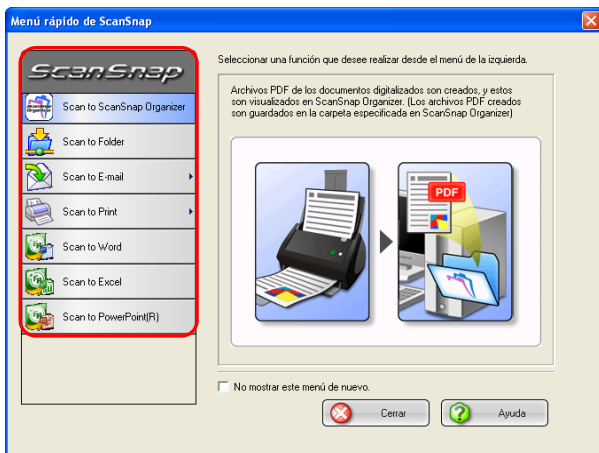 Menú rápido de ScanSnap
ScanSnap
Scan to ScanSnap Organizer
Scan to Folder
Scan to E-mail
Scan to Print
Scan to Word
Scan to Excel
Scan to PowerPoint(R)
Seleccionar una función que desee realizar desde el menú de la izquierda.
Archivos PDF de los documentos digitalizados son creados, y estos
son visualizados en ScanSnap Organizer. (Los archivos PDF creados
son guardados en la carpeta especificada en ScanSnap Organizer)
PDF
No mostrar este menú de nuevo.
Cerrar
Ayuda